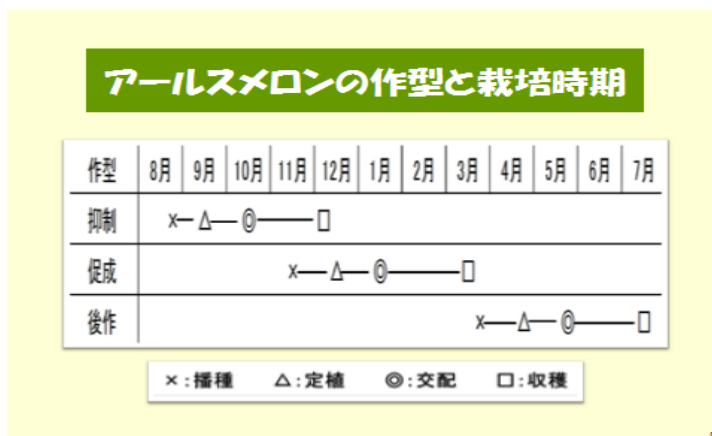 アールスメロンの作型と栽培時期
作型 8月 9月 10月 11月 12月 1月 2月 3月 4月 5月 6月 7月
抑制 ×─△─◎──□
促成 ×─△─◎──□
後作 ×─△─◎──□
×:播種 △:定植 ◎:交配 □:収穫